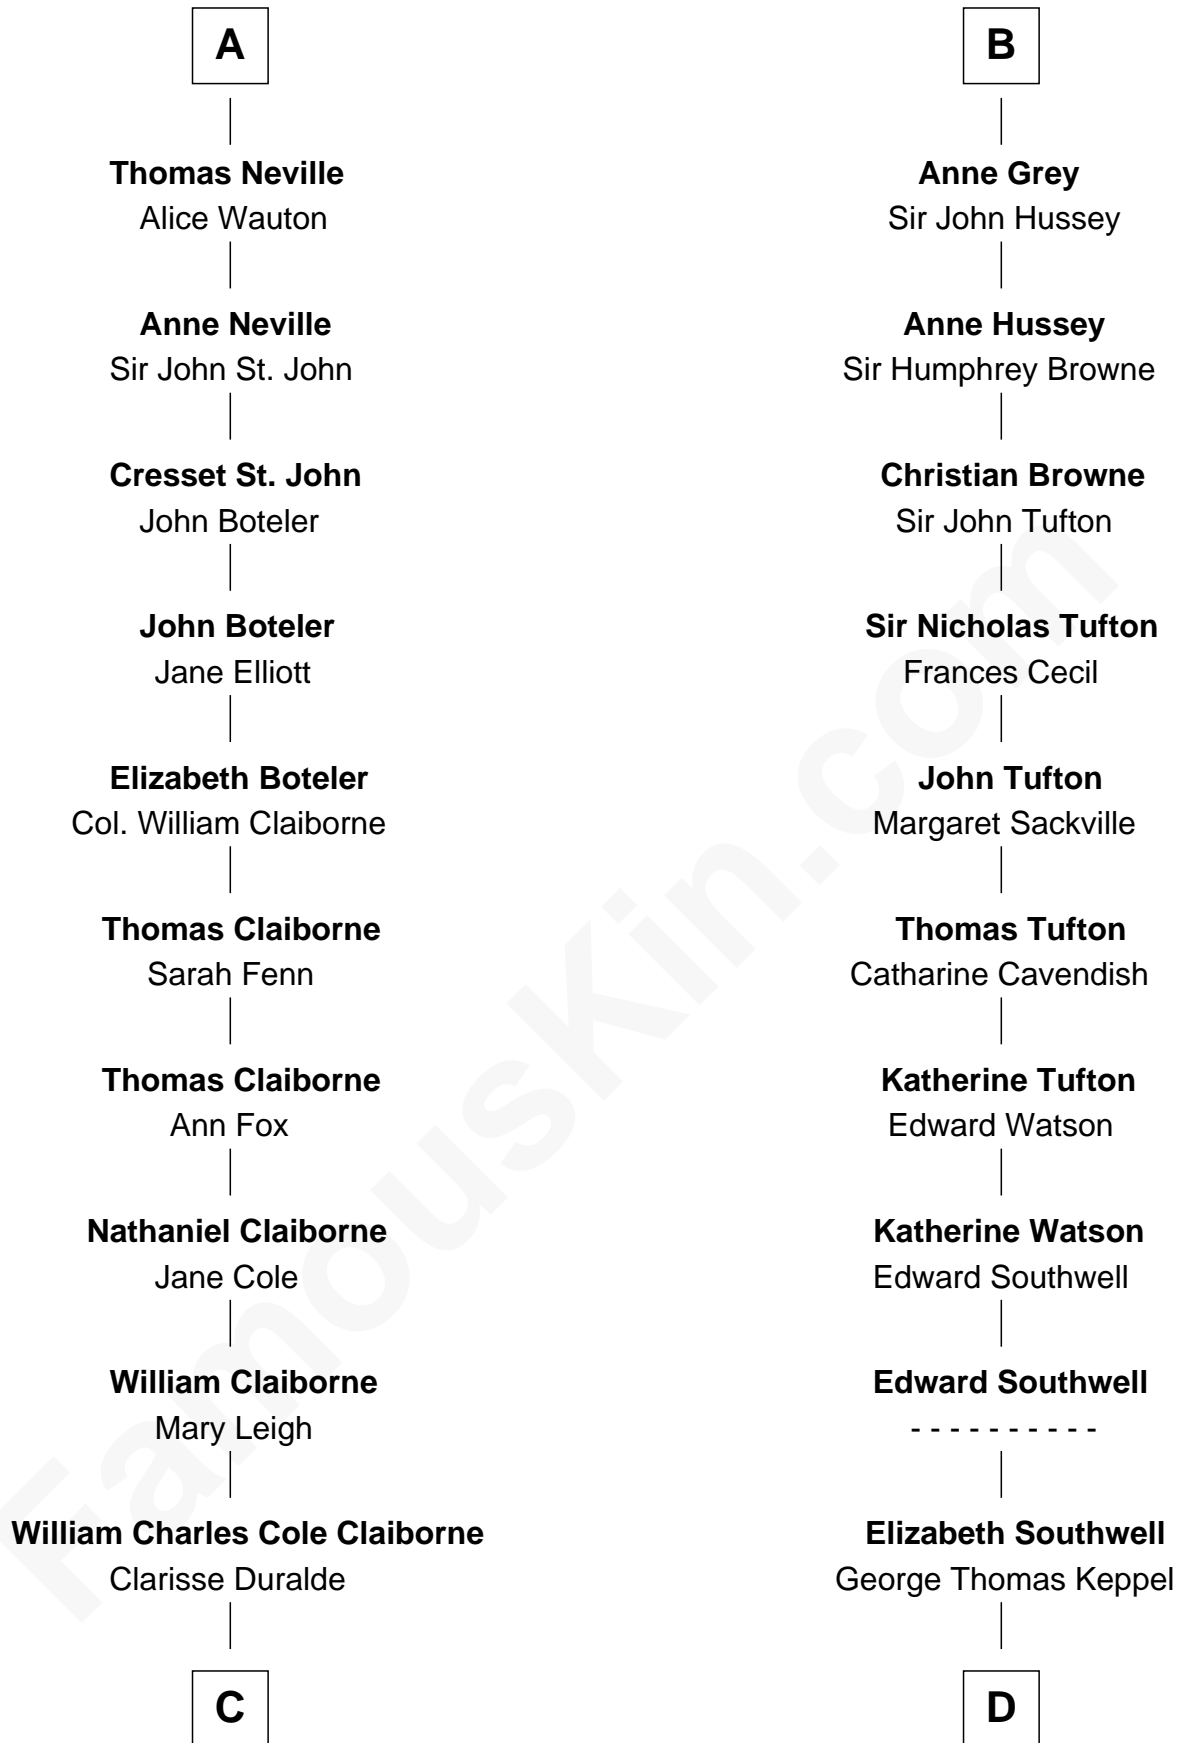 A
Thomas Neville
Alice Wauton
Anne Neville
Sir John St. John
Cresset St. John
John Boteler
John Boteler
Jane Elliott
Elizabeth Boteler
Col. William Claiborne
Thomas Claiborne
Sarah Fenn
Thomas Claiborne
Ann Fox
Nathaniel Claiborne
Jane Cole
William Claiborne
Mary Leigh
William Charles Cole Claiborne
Clarisse Duralde
C
B
Anne Grey
Sir John Hussey
Anne Hussey
Sir Humphrey Browne
Christian Browne
Sir John Tufton
Sir Nicholas Tufton
Frances Cecil
John Tufton
Margaret Sackville
Thomas Tufton
Catharine Cavendish
Katherine Tufton
Edward Watson
Katherine Watson
Edward Southwell
Edward Southwell
- - - - - - - - - -
Elizabeth Southwell
George Thomas Keppel
D
FamousKin.com